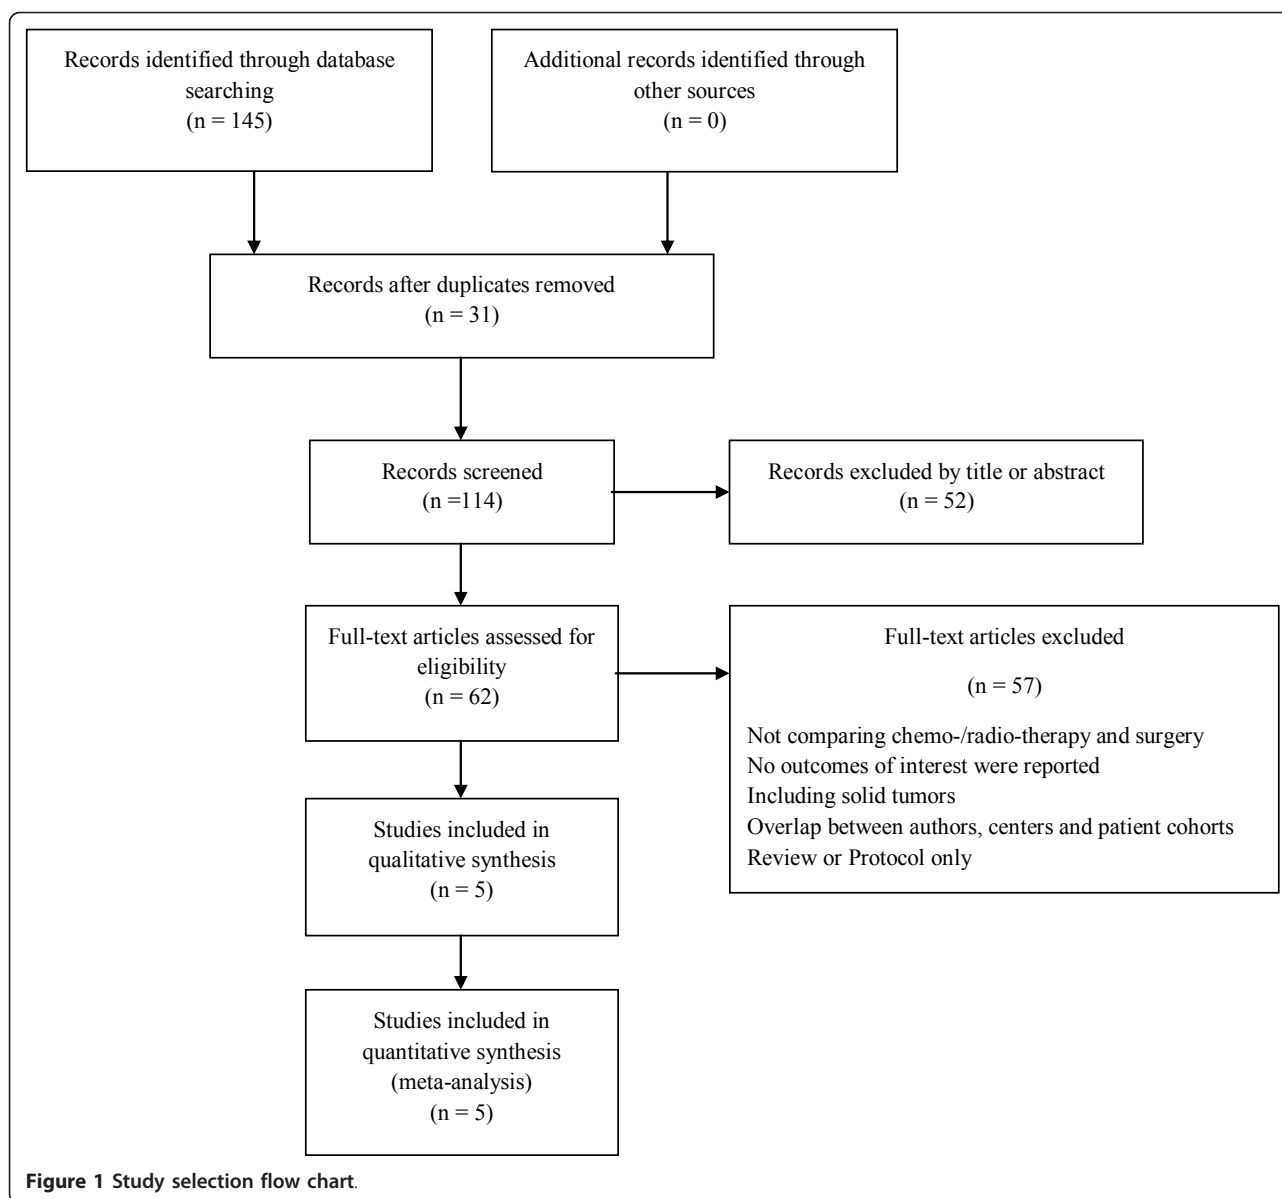 Records identified through database
searching
(n = 145)
Additional records identified through
other sources
(n = 0)
Records after duplicates removed
(n = 31)
Records screened
(n =114)
Records excluded by title or abstract
(n = 52)
Full-text articles assessed for
eligibility
(n = 62)
Full-text articles excluded
(n = 57)
Not comparing chemo-/radio-therapy and surgery
No outcomes of interest were reported
Including solid tumors
Overlap between authors, centers and patient cohorts
Review or Protocol only
Studies included in
qualitative synthesis
(n = 5)
Studies included in
quantitative synthesis
(meta-analysis)
(n = 5)
Figure 1 Study selection flow chart.